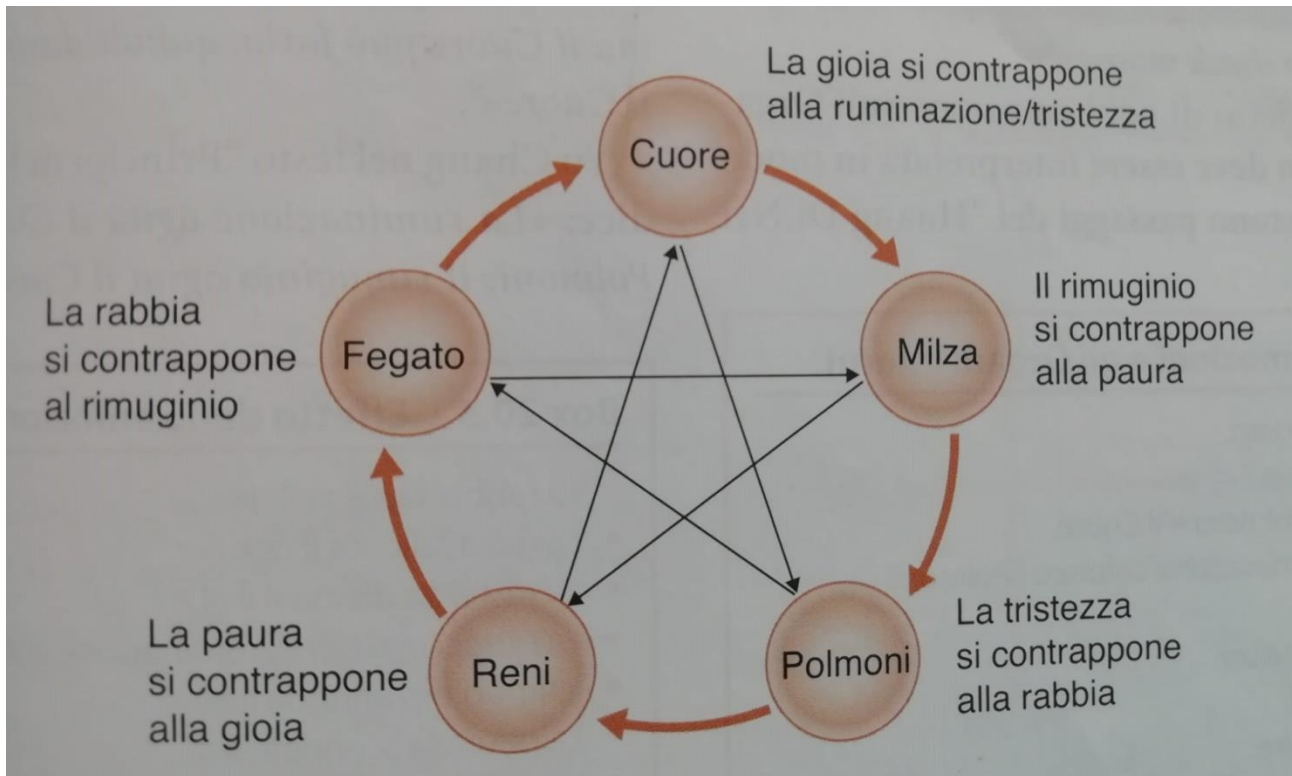 La gioia si contrappone
alla ruminazione/tristezza
Cuore
Il rimuginio
si contrappone
alla paura
Milza
La rabbia
si contrappone
al rimuginio
Fegato
La tristezza
si contrappone
alla rabbia
Polmoni
La paura
si contrappone
alla gioia
Reni